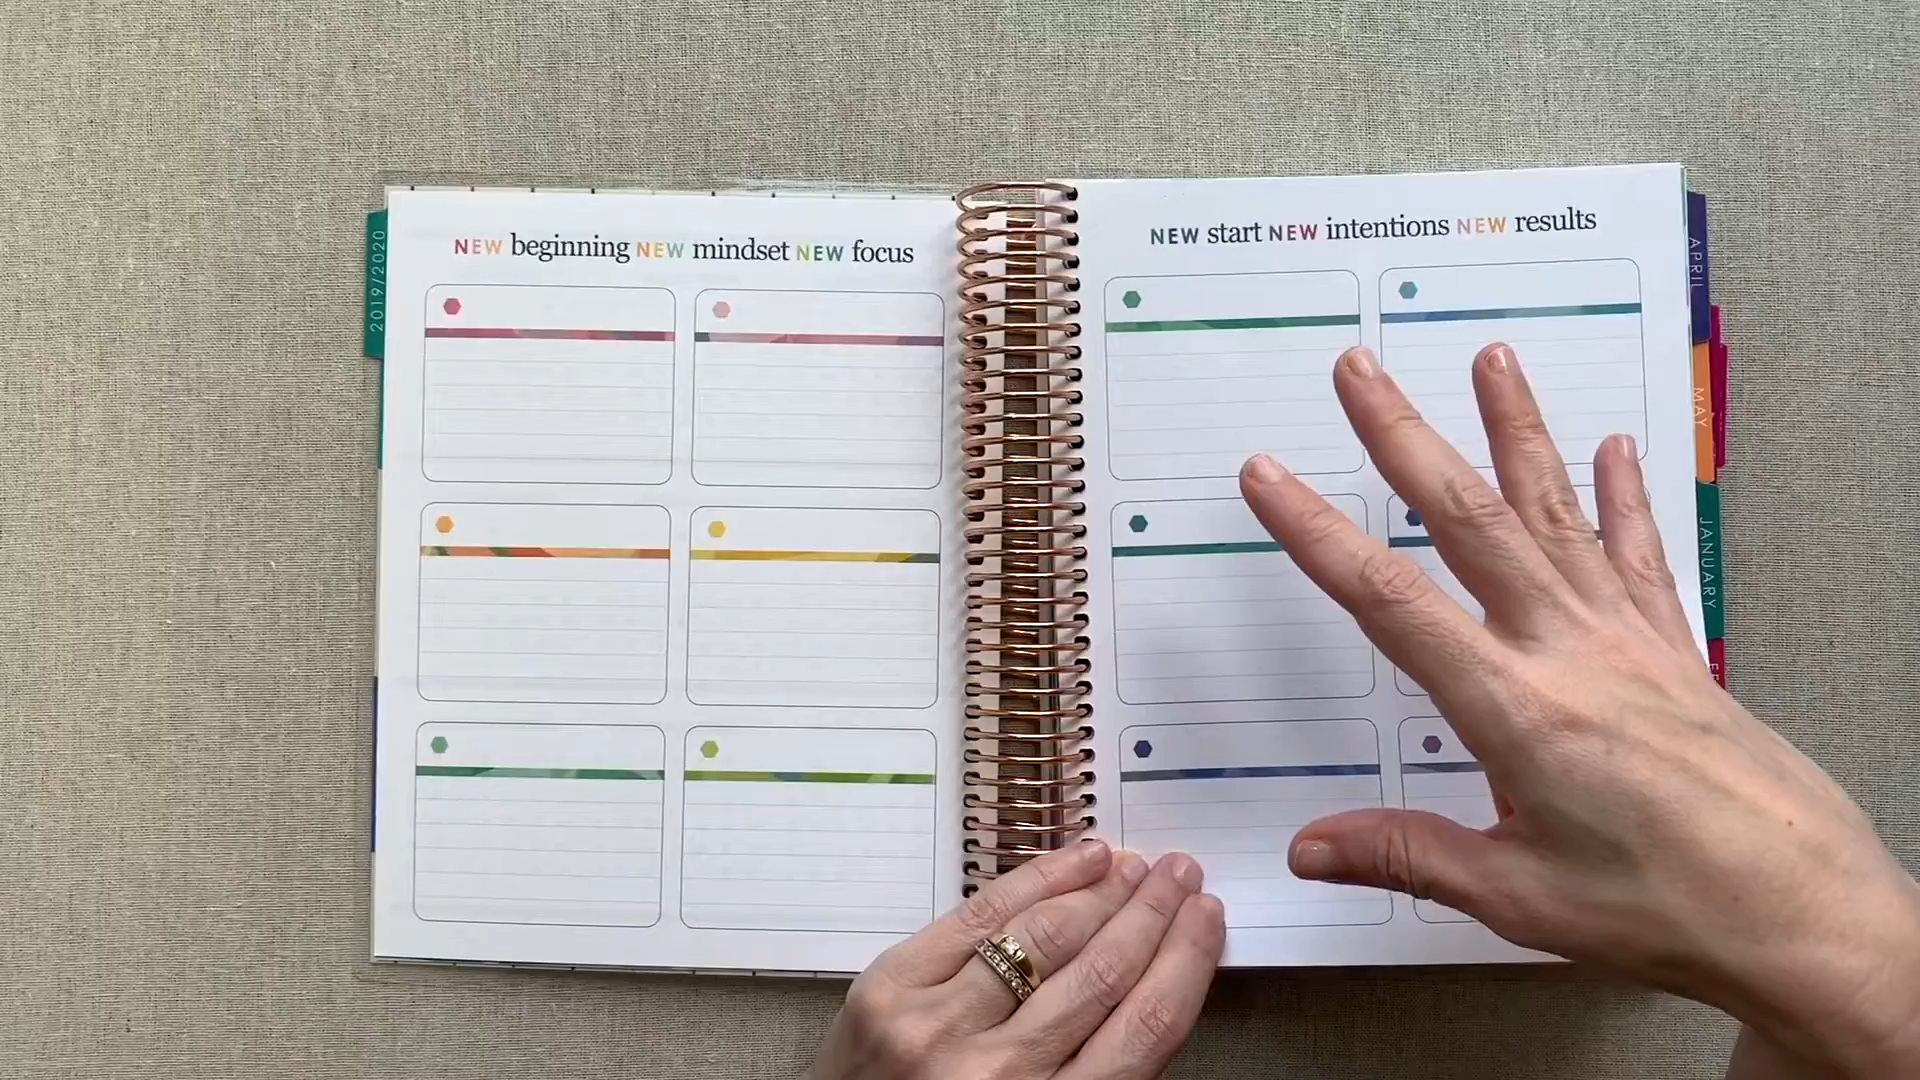 NEW beginning NEW mindset NEW focus
NEW start NEW intentions NEW results
2019/2020
APRIL
MAY
JANUARY